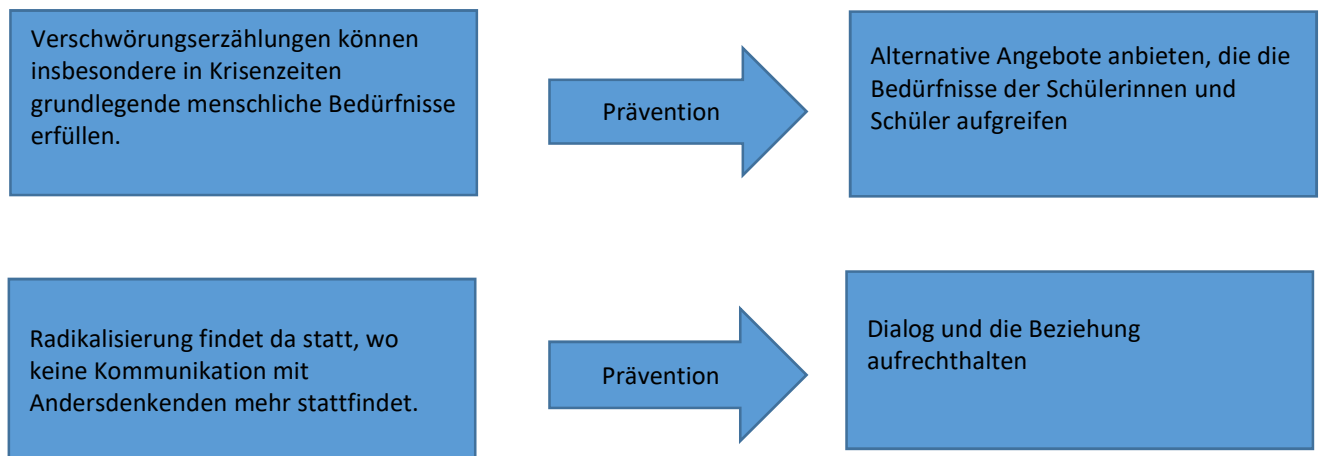 Verschwörungserzählungen können
insbesondere in Krisenzeiten
grundlegende menschliche Bedürfnisse
erfüllen.
Prävention
Alternative Angebote anbieten, die die
Bedürfnisse der Schülerinnen und
Schüler aufgreifen
Radikalisierung findet da statt, wo
keine Kommunikation mit
Andersdenkenden mehr stattfindet.
Prävention
Dialog und die Beziehung
aufrechthalten